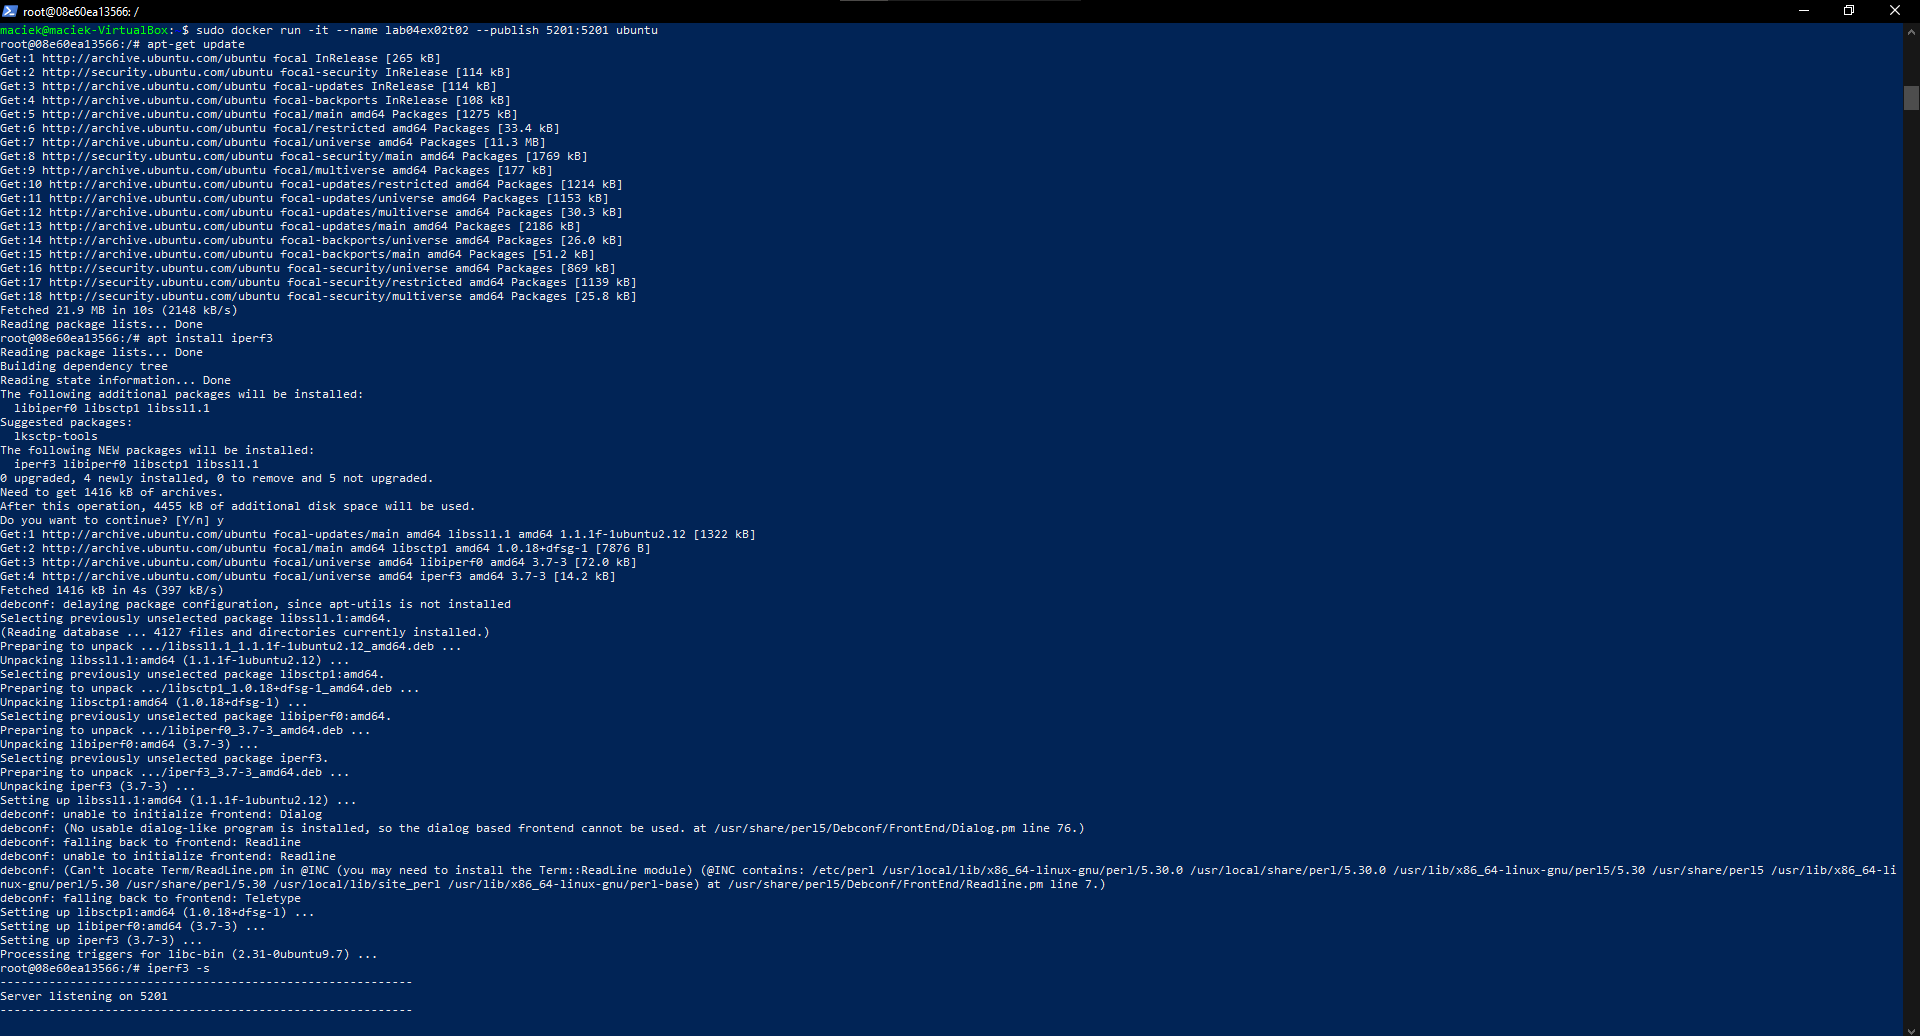 root@08e60ea13566: /
maciek@maciek-VirtualBox: $ sudo docker run -it --name lab04ex02t02 --publish 5201:5201 ubuntu
root@08e60ea13566:/# apt-get update
Get:1 http://archive.ubuntu.com/ubuntu focal InRelease [265 kB]
Get:2 http://security.ubuntu.com/ubuntu focal-security InRelease [114 kB]
Get:3 http://archive.ubuntu.com/ubuntu focal-updates InRelease [114 kB]
Get:4 http://archive.ubuntu.com/ubuntu focal-backports InRelease [108 kB]
Get:5 http://archive.ubuntu.com/ubuntu focal/main amd64 Packages [1275 kB]
Get:6 http://archive.ubuntu.com/ubuntu focal/restricted amd64 Packages [33.4 kB]
Get:7 http://archive.ubuntu.com/ubuntu focal/universe amd64 Packages [11.3 MB]
Get:8 http://security.ubuntu.com/ubuntu focal-security/main amd64 Packages [1769 kB]
Get:9 http://archive.ubuntu.com/ubuntu focal/multiverse amd64 Packages [177 kB]
Get:10 http://archive.ubuntu.com/ubuntu focal-updates/restricted amd64 Packages [1214 kB]
Get:11 http://archive.ubuntu.com/ubuntu focal-updates/universe amd64 Packages [1153 kB]
Get:12 http://archive.ubuntu.com/ubuntu focal-updates/multiverse amd64 Packages [30.3 kB]
Get:13 http://archive.ubuntu.com/ubuntu focal-updates/main amd64 Packages [2186 kB]
Get:14 http://archive.ubuntu.com/ubuntu focal-backports/universe amd64 Packages [26.0 kB]
Get:15 http://archive.ubuntu.com/ubuntu focal-backports/main amd64 Packages [51.2 kB]
Get:16 http://security.ubuntu.com/ubuntu focal-security/universe amd64 Packages [869 kB]
Get:17 http://security.ubuntu.com/ubuntu focal-security/restricted amd64 Packages [1139 kB]
Get:18 http://security.ubuntu.com/ubuntu focal-security/multiverse amd64 Packages [25.8 kB]
Fetched 21.9 MB in 10s (2148 kB/s)
Reading package lists... Done
root@08e60ea13566:/# apt install iperf3
Reading package lists... Done
Building dependency tree
Reading state information... Done
The following additional packages will be installed:
  libiperf0 libsctp1 libssl1.1
Suggested packages:
  lksctp-tools
The following NEW packages will be installed:
  iperf3 libiperf0 libsctp1 libssl1.1
0 upgraded, 4 newly installed, 0 to remove and 5 not upgraded.
Need to get 1416 kB of archives.
After this operation, 4455 kB of additional disk space will be used.
Do you want to continue? [Y/n] y
Get:1 http://archive.ubuntu.com/ubuntu focal-updates/main amd64 libssl1.1 amd64 1.1.1f-1ubuntu2.12 [1322 kB]
Get:2 http://archive.ubuntu.com/ubuntu focal/main amd64 libsctp1 amd64 1.0.18+dfsg-1 [7876 B]
Get:3 http://archive.ubuntu.com/ubuntu focal/universe amd64 libiperf0 amd64 3.7-3 [72.0 kB]
Get:4 http://archive.ubuntu.com/ubuntu focal/universe amd64 iperf3 amd64 3.7-3 [14.2 kB]
Fetched 1416 kB in 4s (397 kB/s)
debconf: delaying package configuration, since apt-utils is not installed
Selecting previously unselected package libssl1.1:amd64.
(Reading database ... 4127 files and directories currently installed.)
Preparing to unpack .../libssl1.1_1.1.1f-1ubuntu2.12_amd64.deb ...
Unpacking libssl1.1:amd64 (1.1.1f-1ubuntu2.12) ...
Selecting previously unselected package libsctp1:amd64.
Preparing to unpack .../libsctp1_1.0.18+dfsg-1_amd64.deb ...
Unpacking libsctp1:amd64 (1.0.18+dfsg-1) ...
Selecting previously unselected package libiperf0:amd64.
Preparing to unpack .../libiperf0_3.7-3_amd64.deb ...
Unpacking libiperf0:amd64 (3.7-3) ...
Selecting previously unselected package iperf3.
Preparing to unpack .../iperf3_3.7-3_amd64.deb ...
Unpacking iperf3 (3.7-3) ...
Setting up libssl1.1:amd64 (1.1.1f-1ubuntu2.12) ...
debconf: unable to initialize frontend: Dialog
debconf: (No usable dialog-like program is installed, so the dialog based frontend cannot be used. at /usr/share/perl5/Debconf/FrontEnd/Dialog.pm line 76.)
debconf: falling back to frontend: Readline
debconf: unable to initialize frontend: Readline
debconf: (Can't locate Term/ReadLine.pm in @INC (you may need to install the Term::ReadLine module) (@INC contains: /etc/perl /usr/local/lib/x86_64-linux-gnu/perl/5.30.0 /usr/local/share/perl/5.30.0 /usr/lib/x86_64-linux-gnu/perl5/5.30 /usr/share/perl5 /usr/lib/x86_64-li
nux-gnu/perl/5.30 /usr/share/perl/5.30 /usr/local/lib/site_perl /usr/lib/x86_64-linux-gnu/perl-base) at /usr/share/perl5/Debconf/FrontEnd/Readline.pm line 7.)
debconf: falling back to frontend: Teletype
Setting up libsctp1:amd64 (1.0.18+dfsg-1) ...
Setting up libiperf0:amd64 (3.7-3) ...
Setting up iperf3 (3.7-3) ...
Processing triggers for libc-bin (2.31-0ubuntu9.7) ...
root@08e60ea13566:/# iperf3 -s
-----------------------------------------------------------
Server listening on 5201
-----------------------------------------------------------